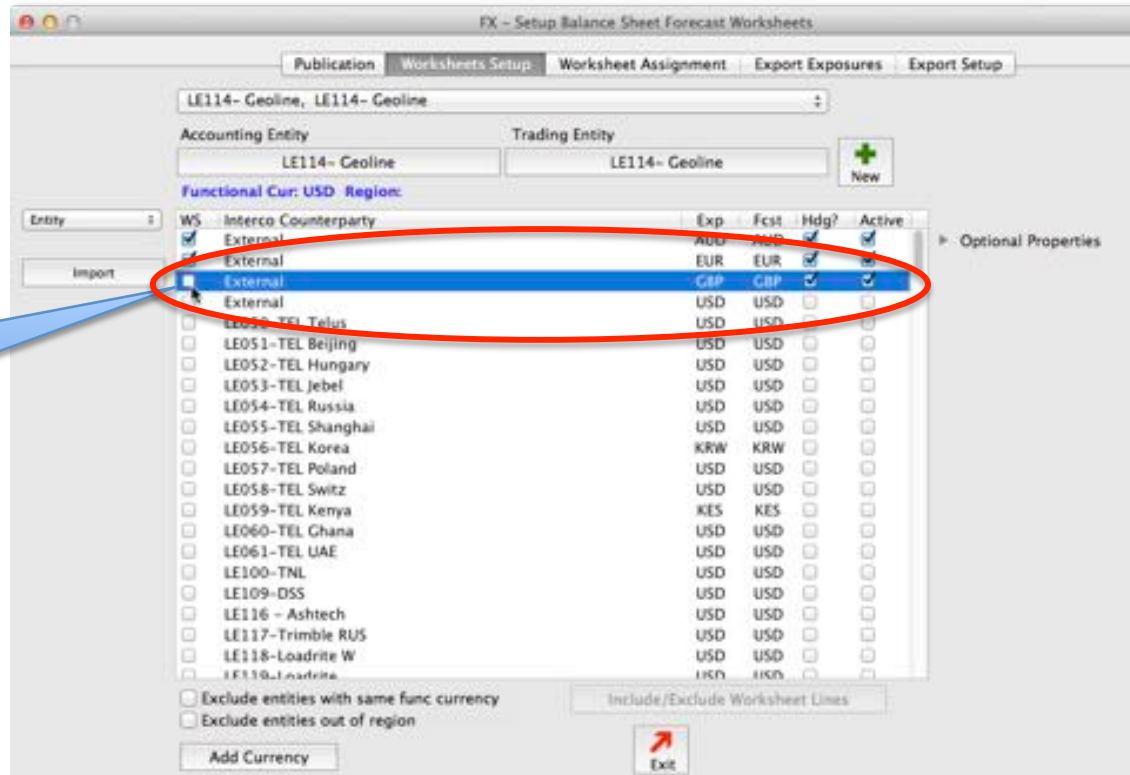 FX – Setup Balance Sheet Forecast Worksheets
Publication Worksheets Setup Worksheet Assignment Export Exposures Export Setup
LE114- Geoline, LE114- Geoline
Accounting Entity Trading Entity
LE114- Geoline LE114- Geoline New
Functional Cur: USD Region:
Entity WS Interco Counterparty Exp Fcst Hdg? Active
External AUD AUD Optional Properties
External EUR EUR
Import
External GBP GBP
External USD USD
LE050-TEL Telus USD USD
LE051-TEL Beijing USD USD
LE052-TEL Hungary USD USD
LE053-TEL Jebel USD USD
LE054-TEL Russia USD USD
LE055-TEL Shanghai USD USD
LE056-TEL Korea KRW KRW
LE057-TEL Poland USD USD
LE058-TEL Switz USD USD
LE059-TEL Kenya KES KES
LE060-TEL Ghana USD USD
LE061-TEL UAE USD USD
LE100-TNL USD USD
LE109-DSS USD USD
LE116 - Ashtech USD USD
LE117-Trimble RUS USD USD
LE118-Loadrite W USD USD
LE119-Loadrite USD USD
Exclude entities with same func currency Include/Exclude Worksheet Lines
Exclude entities out of region
Add Currency Exit